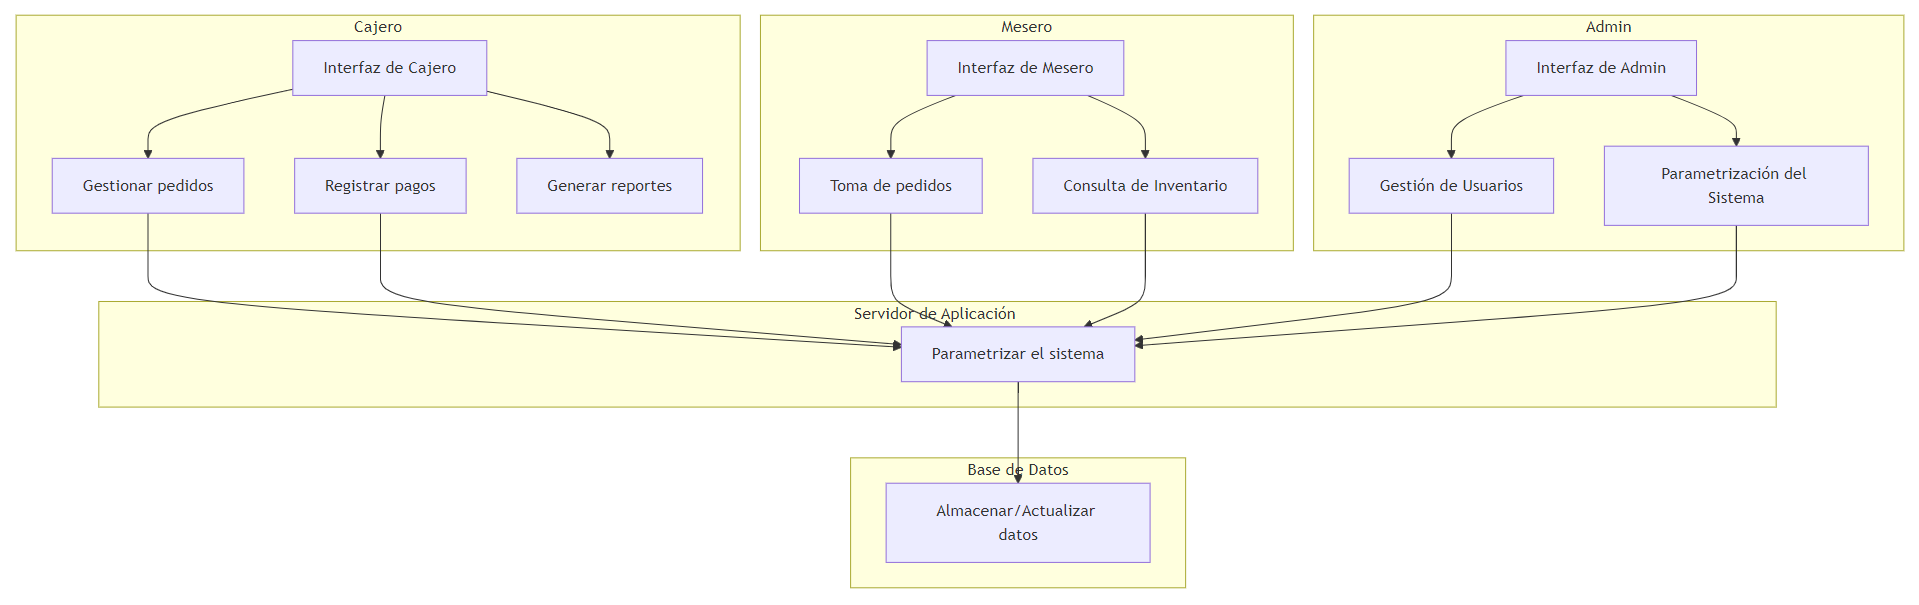 Cajero
Mesero
Admin
Interfaz de Cajero
Interfaz de Mesero
Interfaz de Admin
Gestionar pedidos
Registrar pagos
Generar reportes
Toma de pedidos
Consulta de Inventario
Gestión de Usuarios
Parametrización del
Sistema
Servidor de Aplicación
Parametrizar el sistema
Base de Datos
Almacenar/Actualizar
datos